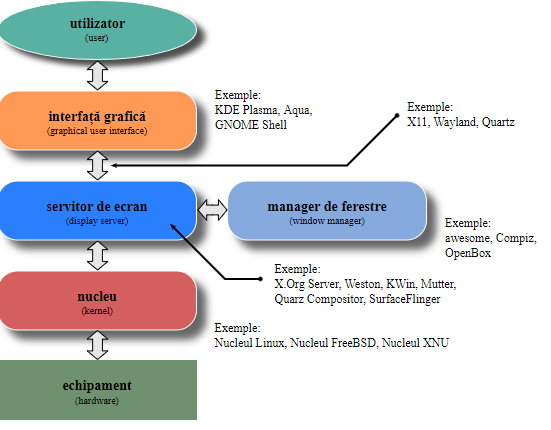 utilizator
(user)
interfață grafică
(graphical user interface)
Exemple:
KDE Plasma, Aqua,
GNOME Shell
Exemple:
X11, Wayland, Quartz
servitor de ecran
(display server)
manager de ferestre
(window manager)
Exemple:
awesome, Compiz,
OpenBox
Exemple:
X.Org Server, Weston, KWin, Mutter,
Quarz Compositor, SurfaceFlinger
nucleu
(kernel)
Exemple:
Nucleul Linux, Nucleul FreeBSD, Nucleul XNU
echipament
(hardware)